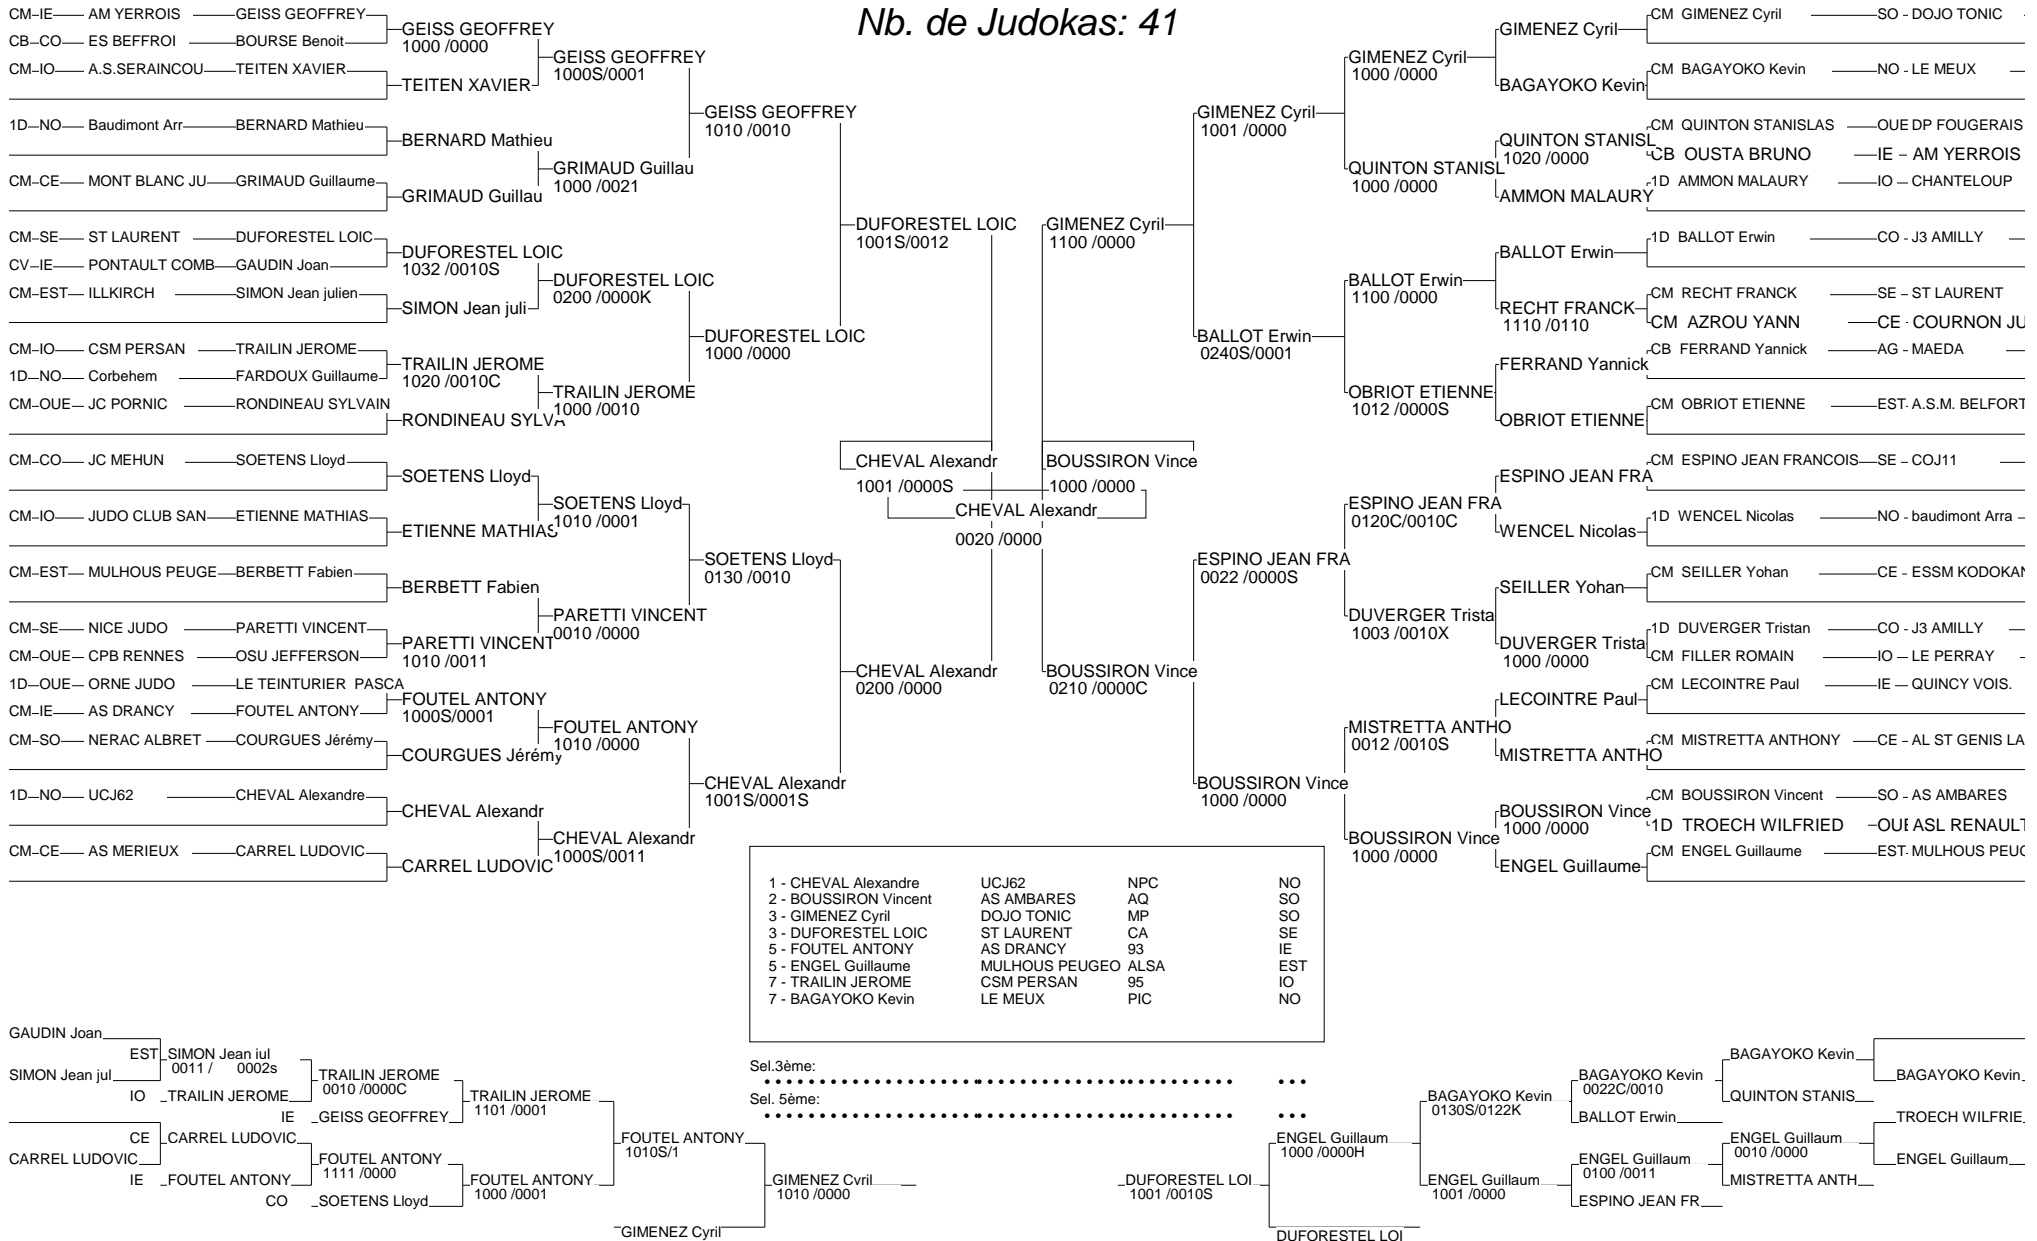 Nb. de Judokas: 41
CM-IE AM YERROIS GEISS GEOFFREY
CB-CO ES BEFFROI BOURSE Benoit
CM-IO A.S.SERAINCOU TEITEN XAVIER
1D-NO Baudimont Arr BERNARD Mathieu
CM-CE MONT BLANC JU GRIMAUD Guillaume
CM-SE ST LAURENT DUFORESTEL LOIC
CV-IE PONTAULT COMB GAUDIN Joan
CM-EST ILLKIRCH SIMON Jean julien
CM-IO CSM PERSAN TRAILIN JEROME
1D-NO Corbehem FARDOUX Guillaume
CM-OUE JC PORNIC RONDINEAU SYLVAIN
CM-CO JC MEHUN SOETENS Lloyd
CM-IO JUDO CLUB SAN ETIENNE MATHIAS
CM-EST MULHOUS PEUGE BERBETT Fabien
CM-SE NICE JUDO PARETTI VINCENT
CM-OUE CPB RENNES OSU JEFFERSON
1D-OUE ORNE JUDO LE TEINTURIER PASCA
CM-IE AS DRANCY FOUTEL ANTONY
CM-SO NERAC ALBRET COURGUES Jérémy
1D-NO UCJ62 CHEVAL Alexandre
CM-CE AS MERIEUX CARREL LUDOVIC
GEISS GEOFFREY
1000 /0000
TEITEN XAVIER
BERNARD Mathieu
GRIMAUD Guillau
DUFORESTEL LOIC
1032 /0010S
SIMON Jean juli
TRAILIN JEROME
1020 /0010C
RONDINEAU SYLVA
SOETENS Lloyd
ETIENNE MATHIAS
BERBETT Fabien
PARETTI VINCENT
1010 /0011
FOUTEL ANTONY
1000S/0001
COURGUES Jérémy
CHEVAL Alexandr
CARREL LUDOVIC
GEISS GEOFFREY
1000S/0001
GRIMAUD Guillau
1000 /0021
DUFORESTEL LOIC
0200 /0000K
TRAILIN JEROME
1000 /0010
SOETENS Lloyd
1010 /0001
PARETTI VINCENT
0010 /0000
FOUTEL ANTONY
1010 /0000
CHEVAL Alexandr
1000S/0011
GEISS GEOFFREY
1010 /0010
DUFORESTEL LOIC
1000 /0000
SOETENS Lloyd
0130 /0010
CHEVAL Alexandr
1001S/0001S
DUFORESTEL LOIC
1001S/0012
CHEVAL Alexandr
0200 /0000
CHEVAL Alexandr
1001 /0000S
BOUSSIRON Vince
1000 /0000
CHEVAL Alexandr
0020 /0000
GIMENEZ Cyril
1100 /0000
BOUSSIRON Vince
0210 /0000C
GIMENEZ Cyril
1001 /0000
BALLOT Erwin
0240S/0001
ESPINO JEAN FRA
0022 /0000S
BOUSSIRON Vince
1000 /0000
GIMENEZ Cyril
1000 /0000
QUINTON STANISL
1000 /0000
BALLOT Erwin
1100 /0000
OBRIOT ETIENNE
1012 /0000S
ESPINO JEAN FRA
0120C/0010C
DUVERGER Trista
1003 /0010X
MISTRETTA ANTHO
0012 /0010S
BOUSSIRON Vince
1000 /0000
GIMENEZ Cyril
BAGAYOKO Kevin
QUINTON STANISL
1020 /0000
AMMON MALAURY
BALLOT Erwin
RECHT FRANCK
1110 /0110
FERRAND Yannick
OBRIOT ETIENNE
ESPINO JEAN FRA
WENCEL Nicolas
SEILLER Yohan
DUVERGER Trista
1000 /0000
LECOINTRE Paul
MISTRETTA ANTHO
BOUSSIRON Vince
1000 /0000
ENGEL Guillaume
CM GIMENEZ Cyril SO - DOJO TONIC
CM BAGAYOKO Kevin NO - LE MEUX
CM QUINTON STANISLAS OUE DP FOUGERAIS
CB OUSTA BRUNO IE - AM YERROIS
1D AMMON MALAURY IO - CHANTELOUP
1D BALLOT Erwin CO - J3 AMILLY
CM RECHT FRANCK SE - ST LAURENT
CM AZROU YANN CE - COURNON JU
CB FERRAND Yannick AG - MAEDA
CM OBRIOT ETIENNE EST- A.S.M. BELFORT
CM ESPINO JEAN FRANCOIS SE - COJ11
1D WENCEL Nicolas NO - baudimont Arra
CM SEILLER Yohan CE - ESSM KODOKAN
1D DUVERGER Tristan CO - J3 AMILLY
CM FILLER ROMAIN IO - LE PERRAY
CM LECOINTRE Paul IE - QUINCY VOIS.
CM MISTRETTA ANTHONY CE - AL ST GENIS LA
CM BOUSSIRON Vincent SO - AS AMBARES
1D TROECH WILFRIED OUE ASL RENAULT
CM ENGEL Guillaume EST- MULHOUS PEUG
1 - CHEVAL Alexandre UCJ62 NPC NO
2 - BOUSSIRON Vincent AS AMBARES AQ SO
3 - GIMENEZ Cyril DOJO TONIC MP SO
3 - DUFORESTEL LOIC ST LAURENT CA SE
5 - FOUTEL ANTONY AS DRANCY 93 IE
5 - ENGEL Guillaume MULHOUS PEUGEO ALSA EST
7 - TRAILIN JEROME CSM PERSAN 95 IO
7 - BAGAYOKO Kevin LE MEUX PIC NO
Sel.3ème:
Sel. 5ème:
GAUDIN Joan
SIMON Jean jul
CARREL LUDOVIC
EST SIMON Jean jul
0011 / 0002s
IO TRAILIN JEROME
CE CARREL LUDOVIC
IE FOUTEL ANTONY
TRAILIN JEROME
0010 /0000C
IE GEISS GEOFFREY
FOUTEL ANTONY
1111 /0000
CO SOETENS Lloyd
TRAILIN JEROME
1101 /0001
FOUTEL ANTONY
1000 /0001
FOUTEL ANTONY
1010S/1
GIMENEZ Cyril
GIMENEZ Cyril
1010 /0000
DUFORESTEL LOI
1001 /0010S
ENGEL Guillaum
1000 /0000H
DUFORESTEL LOI
BAGAYOKO Kevin
0130S/0122K
ENGEL Guillaum
1001 /0000
BAGAYOKO Kevin
0022C/0010
BALLOT Erwin
ENGEL Guillaum
0100 /0011
ESPINO JEAN FR
BAGAYOKO Kevin
QUINTON STANIS
ENGEL Guillaum
0010 /0000
MISTRETTA ANTH
BAGAYOKO Kevin
TROECH WILFRIE
ENGEL Guillaum